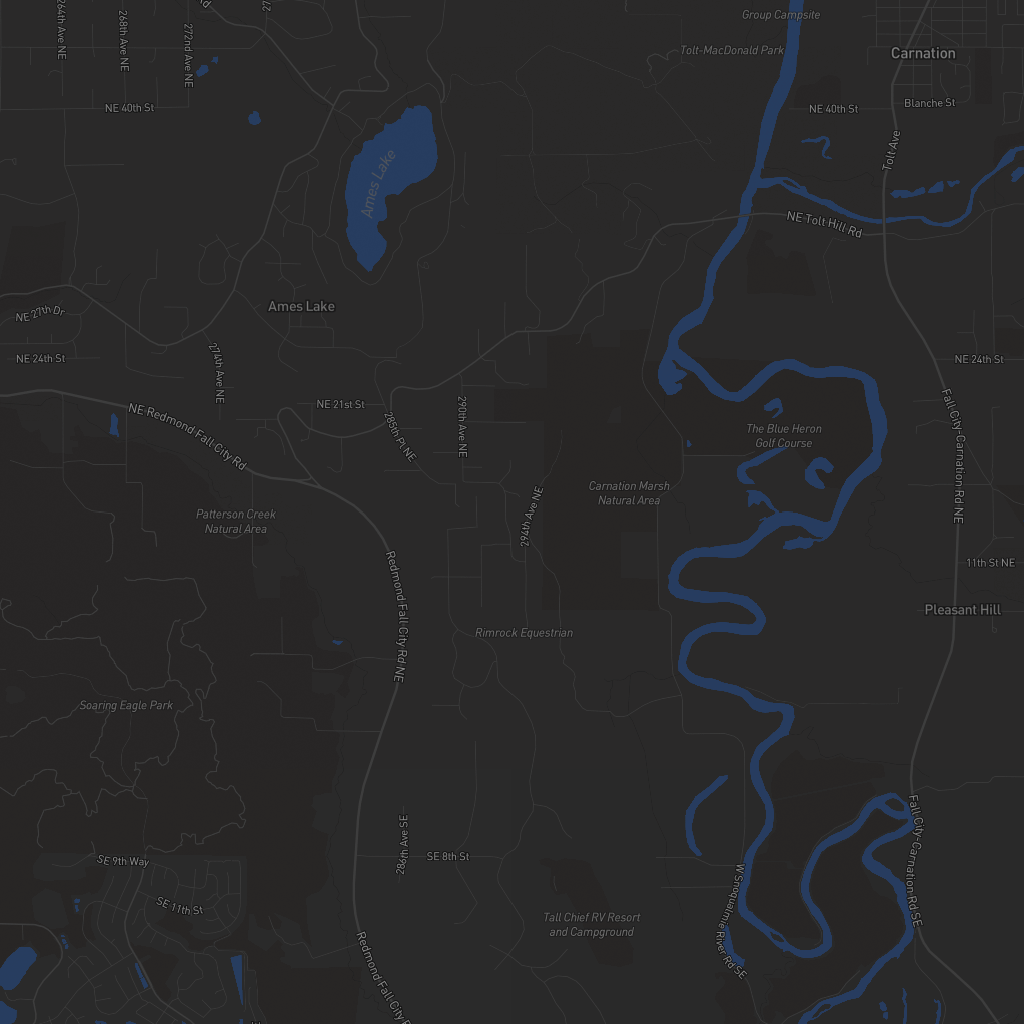 264th Ave NE
268th Ave NE
272nd Ave NE
Rd
27
Group Campsite
Tolt-MacDonald Park
Carnation
NE 40th St
NE 40th St
Blanche St
Tolt Ave
Ames Lake
NE Tolt Hill Rd
Ames Lake
NE 27th Dr
NE 24th St
274th Ave NE
NE 24th St
NE 21st St
NE Redmond Fall City Rd
285th Pl NE
290th Ave NE
Fall City-Carnation Rd NE
The Blue Heron
Golf Course
Carnation Marsh
Natural Area
294th Ave NE
Patterson Creek
Natural Area
Redmond Fall City Rd NE
11th St NE
Pleasant Hill
Rimrock Equestrian
Soaring Eagle Park
286th Ave SE
SE 8th St
SE 9th Way
SE 11th St
Fall City-Carnation Rd SE
W Snoqualmie River Rd SE
Tall Chief RV Resort
and Campground
Redmond Fall City R